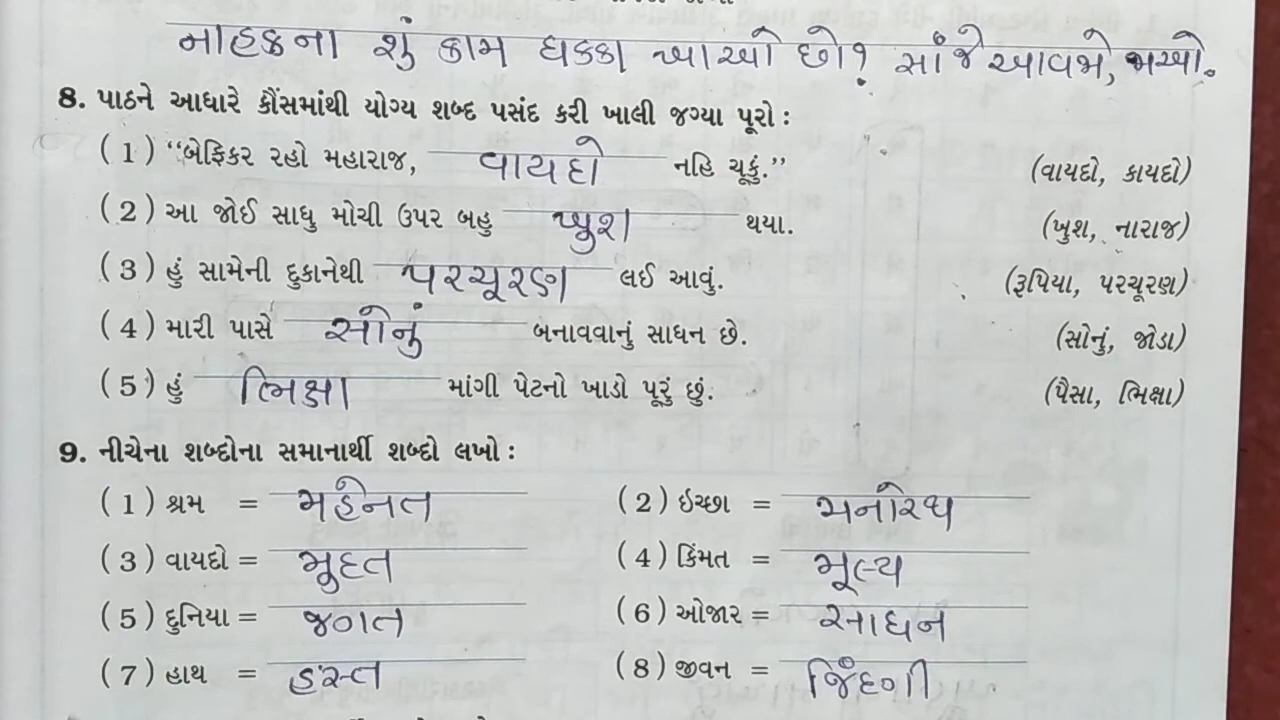 નાહકના શું કામ ધક્કા ખાઓ છો? સાંજે આવજો,
8. પાઠને આધારે કૌંસમાંથી યોગ્ય શબ્દ પસંદ કરી ખાલી જગ્યા પૂરો :
(1) “બેફિકર રહો મહારાજ, વાયદો નહિ ચૂકું.” (વાયદો, કાયદો)
(2) આ જોઈ સાધુ મોચી ઉપર બહુ ખુશ થયા. (ખુશ, નારાજ)
(3) હું સામેની દુકાનેથી પરચૂરણ લઈ આવું. (રૂપિયા, પરચૂરણ)
(4) મારી પાસે સોનું બનાવવાનું સાધન છે. (સોનું, જોડા)
(5) હું ભિક્ષા માંગી પેટનો ખાડો પૂરું છું. (પૈસા, ભિક્ષા)
9. નીચેના શબ્દોના સમાનાર્થી શબ્દો લખો :
(1) શ્રમ = મહેનત (2) ઇચ્છા = મનોરથ
(3) વાયદો = મુદત (4) કિંમત = મૂલ્ય
(5) દુનિયા = જગત (6) ઓજાર = સાધન
(7) હાથ = હસ્ત (8) જીવન = જિંદગી